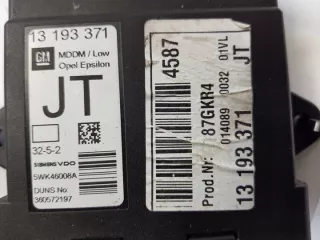 13 193 371
GM
MDDM / Low
Opel Epsilon
JT
32-5-2
SIEMENS VDO
5WK46008A
DUNS No:
360572197
4587
Prod.Nr: 87GKR4
014089 0032 01VL
13 193 371 JT